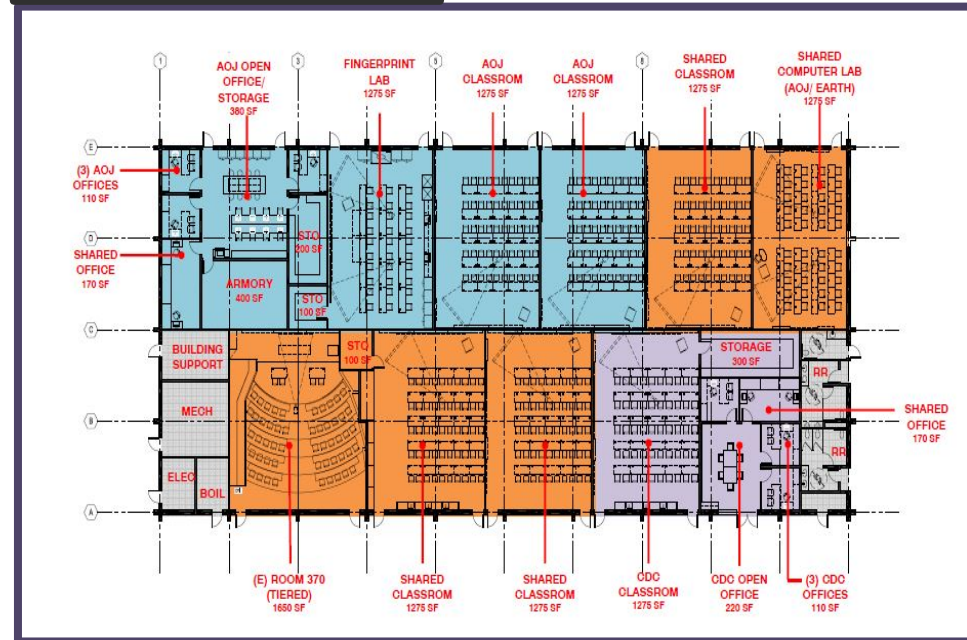 1
3
5
8
AOJ OPEN
OFFICE/
STORAGE
380 SF
FINGERPRINT
LAB
1275 SF
AOJ
CLASSROM
1275 SF
AOJ
CLASSROM
1275 SF
SHARED
CLASSROM
1275 SF
SHARED
COMPUTER LAB
(AOJ/ EARTH)
1275 SF
E
(3) AOJ
OFFICES
110 SF
D
SHARED
OFFICE
170 SF
STO
200 SF
ARMORY
400 SF
STO
100 SF
C
BUILDING
SUPPORT
STO
100 SF
STORAGE
300 SF
RR
MECH
SHARED
OFFICE
170 SF
B
RR
ELEC
BOIL
A
(E) ROOM 370
(TIERED)
1650 SF
SHARED
CLASSROM
1275 SF
SHARED
CLASSROM
1275 SF
CDC
CLASSROM
1275 SF
CDC OPEN
OFFICE
220 SF
(3) CDC
OFFICES
110 SF